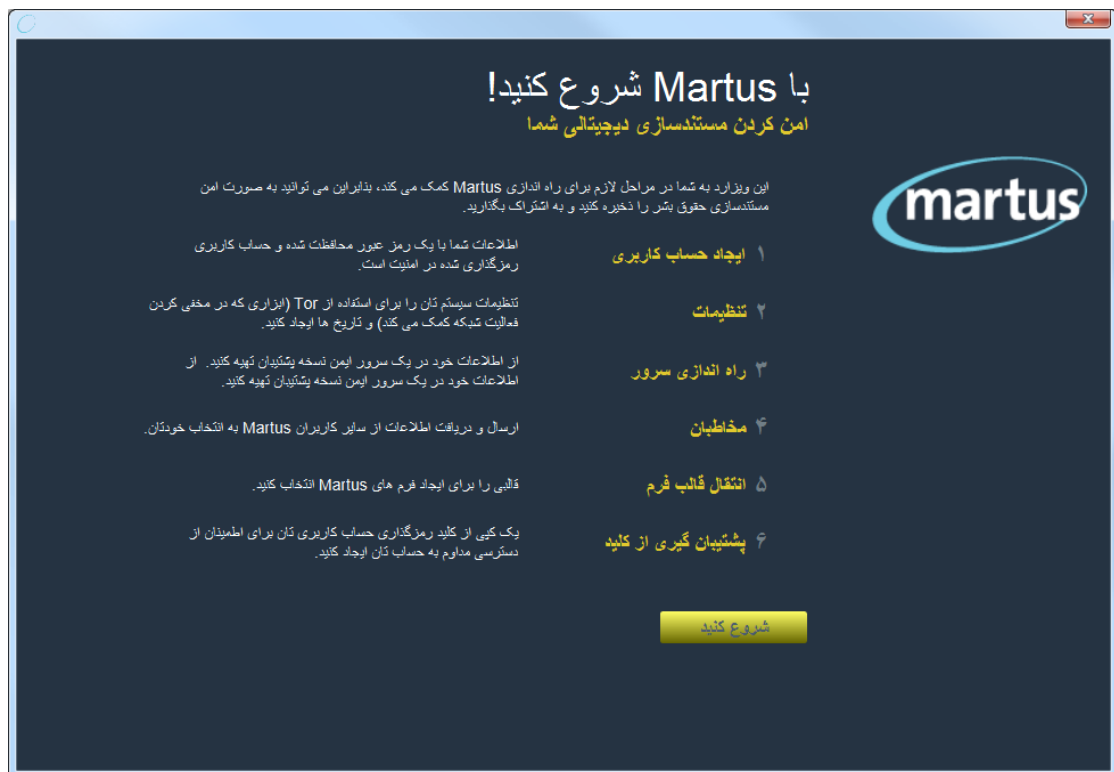 با Martus شروع کنید!
امن کردن مستندسازی دیجیتالی شما
martus
این ویزارد به شما در مراحل لازم برای راه اندازی Martus کمک می کند، بنابراین می توانید به صورت امن
مستندسازی حقوق بشر را ذخیره کنید و به اشتراک بگذارید.
۱ ایجاد حساب کاربری
اطلاعات شما با یک رمز عبور محافظت شده و حساب کاربری
رمزگذاری شده در امنیت است.
۲ تنظیمات
تنظیمات سیستم تان را برای استفاده از Tor (ابزاری که در مخفی کردن
فعالیت شبکه کمک می کند) و تاریخ ها ایجاد کنید.
۳ راه اندازی سرور
از اطلاعات خود در یک سرور ایمن نسخه پشتیبان تهیه کنید. از
اطلاعات خود در یک سرور ایمن نسخه پشتیبان تهیه کنید.
۴ مخاطبان
ارسال و دریافت اطلاعات از سایر کاربران Martus به انتخاب خودتان.
۵ انتقال قالب فرم
قالبی را برای ایجاد فرم های Martus انتخاب کنید.
۶ پشتیبان گیری از کلید
یک کپی از کلید رمزگذاری حساب کاربری تان برای اطمینان از
دسترسی مداوم به حساب تان ایجاد کنید.
شروع کنید